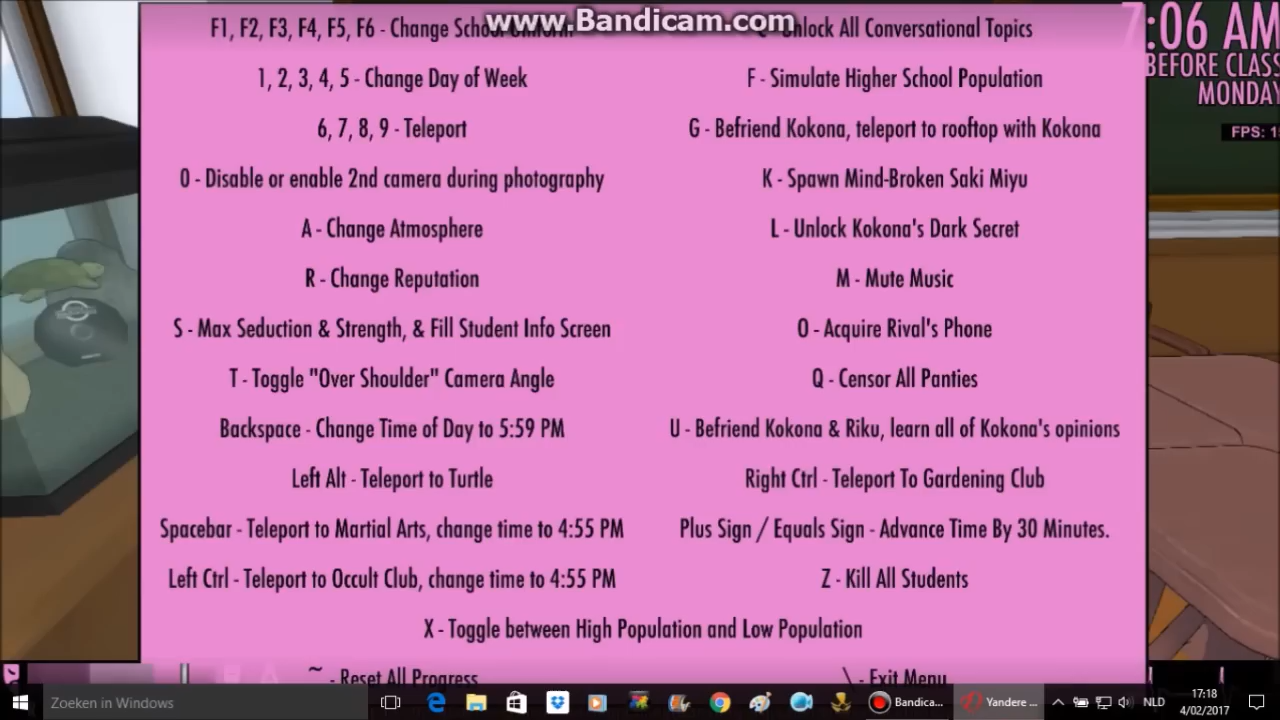 www.Bandicam.com
7:06 AM
BEFORE CLASS
MONDAY
FPS: 1
F1, F2, F3, F4, F5, F6 - Change School Uniform
1, 2, 3, 4, 5 - Change Day of Week
6, 7, 8, 9 - Teleport
0 - Disable or enable 2nd camera during photography
A - Change Atmosphere
R - Change Reputation
S - Max Seduction & Strength, & Fill Student Info Screen
T - Toggle "Over Shoulder" Camera Angle
Backspace - Change Time of Day to 5:59 PM
Left Alt - Teleport to Turtle
Spacebar - Teleport to Martial Arts, change time to 4:55 PM
Left Ctrl - Teleport to Occult Club, change time to 4:55 PM
Unlock All Conversational Topics
F - Simulate Higher School Population
G - Befriend Kokona, teleport to rooftop with Kokona
K - Spawn Mind-Broken Saki Miyu
L - Unlock Kokona's Dark Secret
M - Mute Music
O - Acquire Rival's Phone
Q - Censor All Panties
U - Befriend Kokona & Riku, learn all of Kokona's opinions
Right Ctrl - Teleport To Gardening Club
Plus Sign / Equals Sign - Advance Time By 30 Minutes.
Z - Kill All Students
X - Toggle between High Population and Low Population
~ - Reset All Progress
\ - Exit Menu
Zoeken in Windows
Bandica...
Yandere ...
NLD
17:18
4/02/2017